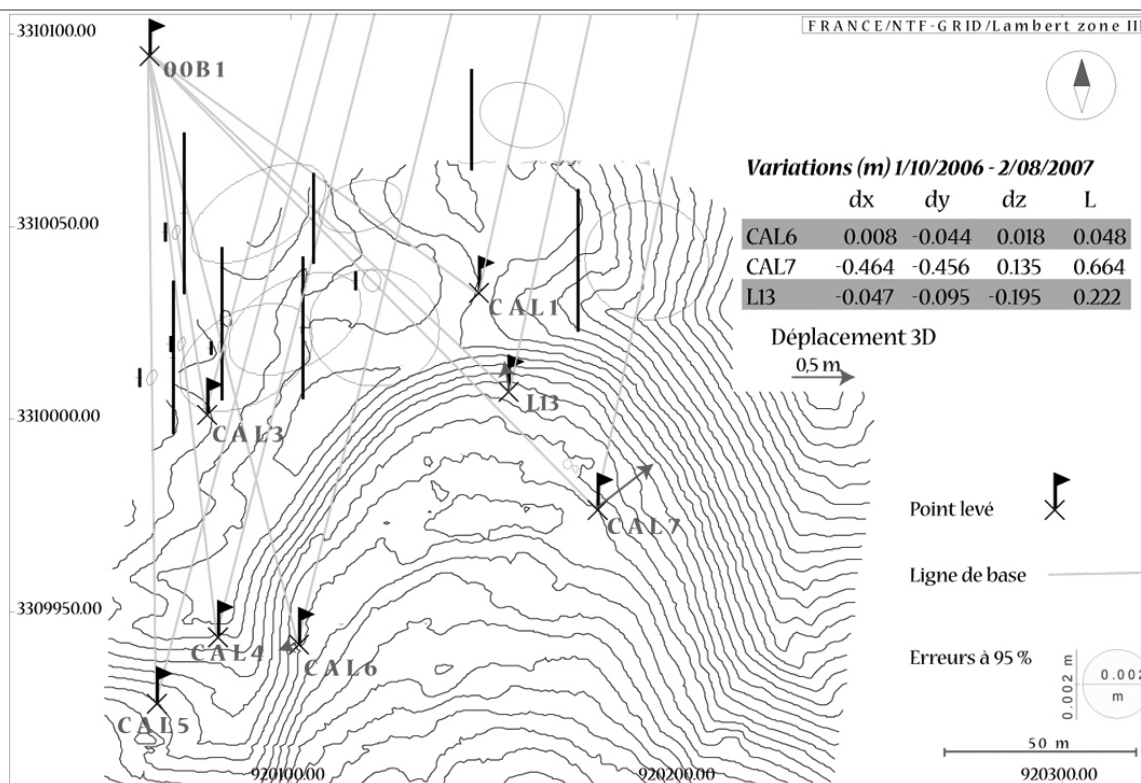 3310100.00
FRANCE/NTF-GRID/Lambert zone III
00B1
Variations (m) 1/10/2006 - 2/08/2007
dx dy dz L
3310050.00
CAL6 0.008 -0.044 0.018 0.048
CAL7 -0.464 -0.456 0.135 0.664
L13 -0.047 -0.095 -0.195 0.222
CAL1
Déplacement 3D
0,5 m
L13
3310000.00
CAL3
Point levé
CAL7
Ligne de base
3309950.00
CAL4
CAL6
Erreurs à 95 %
0.002 m
0.002
m
CAL5
50 m
920100.00 920200.00 920300.00